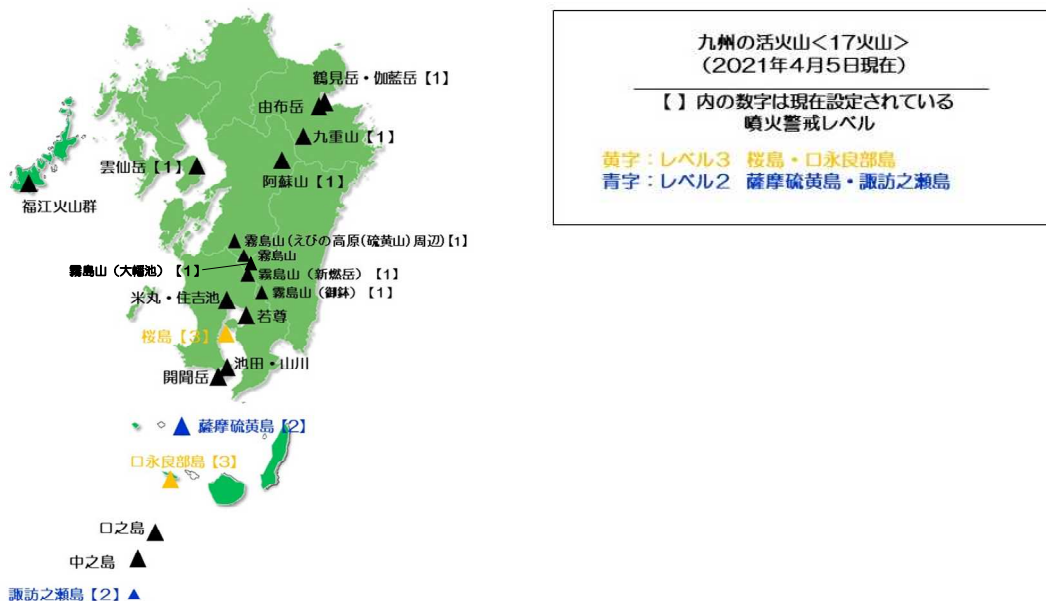 九州の活火山<17火山>
(2021年4月5日現在)
【 】内の数字は現在設定されている
噴火警戒レベル
黄字:レベル3 桜島・口永良部島
青字:レベル2 薩摩硫黄島・諏訪之瀬島
鶴見岳・伽藍岳【1】
由布岳
九重山【1】
雲仙岳【1】
阿蘇山【1】
福江火山群
霧島山(えびの高原(硫黄山)周辺)【1】
霧島山
霧島山(大幡池)【1】
霧島山(新燃岳)【1】
霧島山(御鉢)【1】
米丸・住吉池
若尊
桜島【3】
池田・山川
開聞岳
薩摩硫黄島【2】
口永良部島【3】
口之島
中之島
諏訪之瀬島【2】